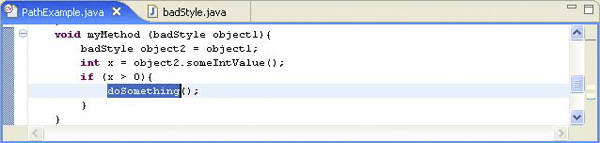 PathExample.java badStyle.java
void myMethod (badStyle object1){
badStyle object2 = object1;
int x = object2.someIntValue();
if (x > 0){
doSomething();
}
}